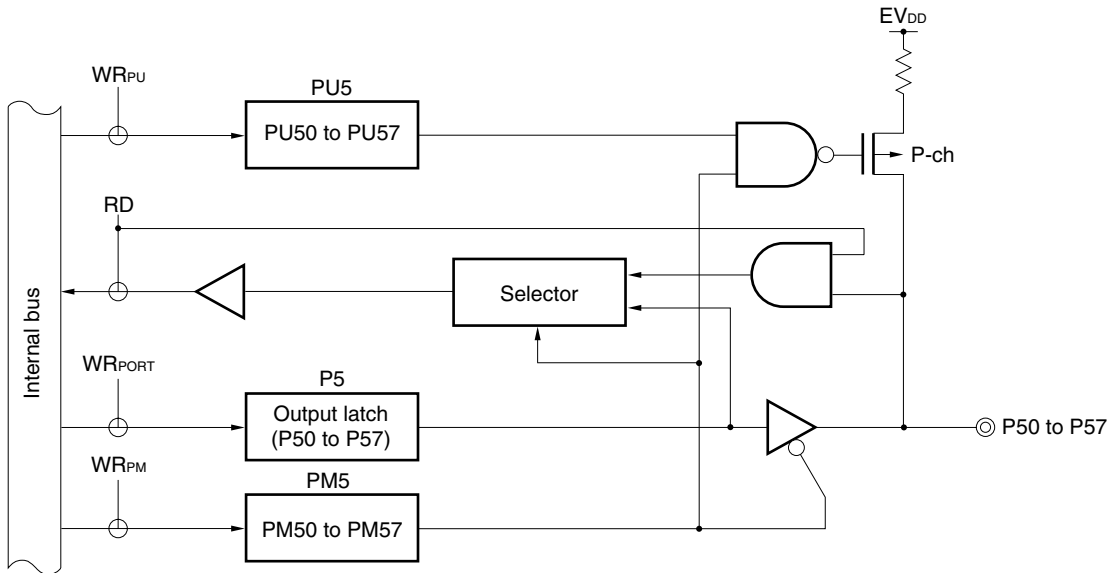 EVDD
WRPU
PU5
PU50 to PU57
P-ch
RD
Selector
Internal bus
WRPORT
P5
Output latch
(P50 to P57)
P50 to P57
WRPM
PM5
PM50 to PM57